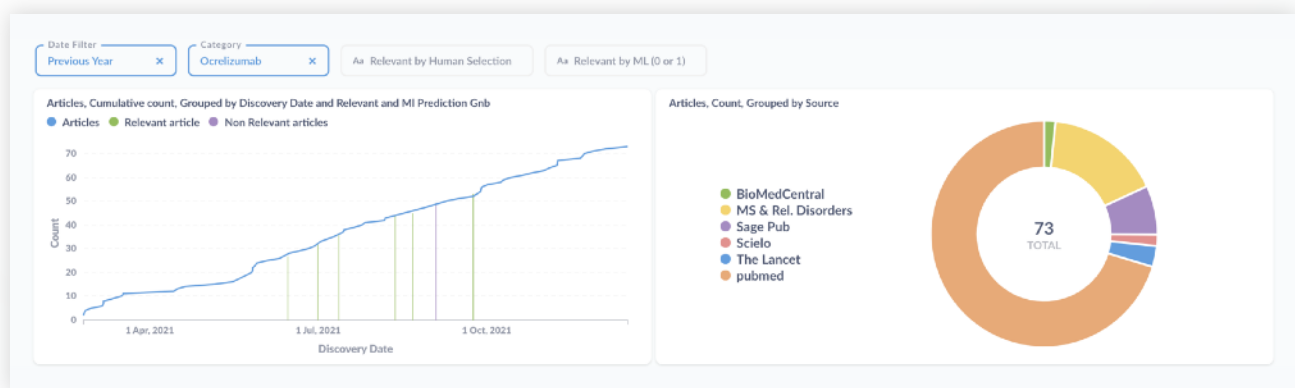 Date Filter
Previous Year ×
Category
Ocrelizumab ×
Aa Relevant by Human Selection
Aa Relevant by ML (0 or 1)
Articles, Cumulative count, Grouped by Discovery Date and Relevant and Ml Prediction Gnb
Articles Relevant article Non Relevant articles
70
60
50
40
30
20
10
0
Count
1 Apr, 2021 1 Jul, 2021 1 Oct, 2021
Discovery Date
Articles, Count, Grouped by Source
BioMedCentral
MS & Rel. Disorders
Sage Pub
Scielo
The Lancet
pubmed
73
TOTAL